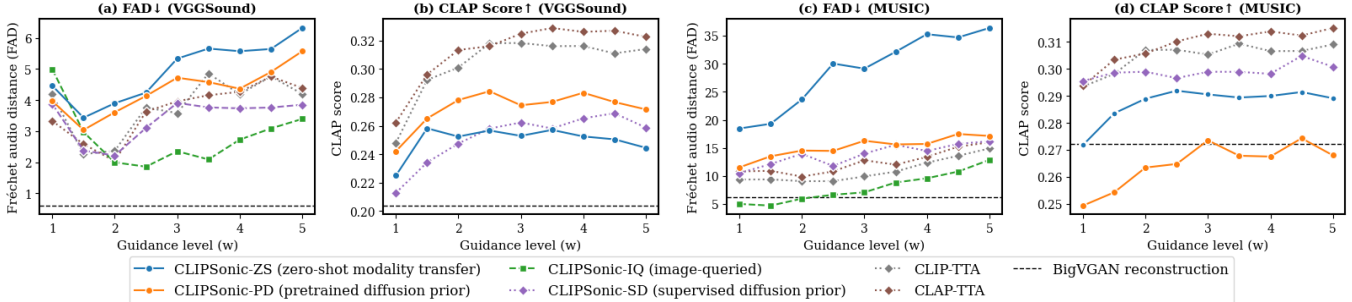 (a) FAD↓ (VGGSound)
Fréchet audio distance (FAD)
6
5
4
3
2
1
1 2 3 4 5
Guidance level (w)
(b) CLAP Score↑ (VGGSound)
CLAP score
0.32
0.30
0.28
0.26
0.24
0.22
0.20
1 2 3 4 5
Guidance level (w)
(c) FAD↓ (MUSIC)
Fréchet audio distance (FAD)
35
30
25
20
15
10
5
1 2 3 4 5
Guidance level (w)
(d) CLAP Score↑ (MUSIC)
CLAP score
0.31
0.30
0.29
0.28
0.27
0.26
0.25
1 2 3 4 5
Guidance level (w)
CLIPSonic-ZS (zero-shot modality transfer)
CLIPSonic-PD (pretrained diffusion prior)
CLIPSonic-IQ (image-queried)
CLIPSonic-SD (supervised diffusion prior)
CLIP-TTA
CLAP-TTA
BigVGAN reconstruction